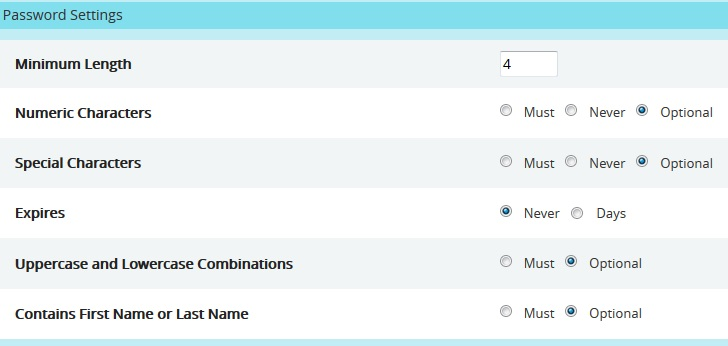 Password Settings
Minimum Length 4
Numeric Characters Must Never Optional
Special Characters Must Never Optional
Expires Never Days
Uppercase and Lowercase Combinations Must Optional
Contains First Name or Last Name Must Optional